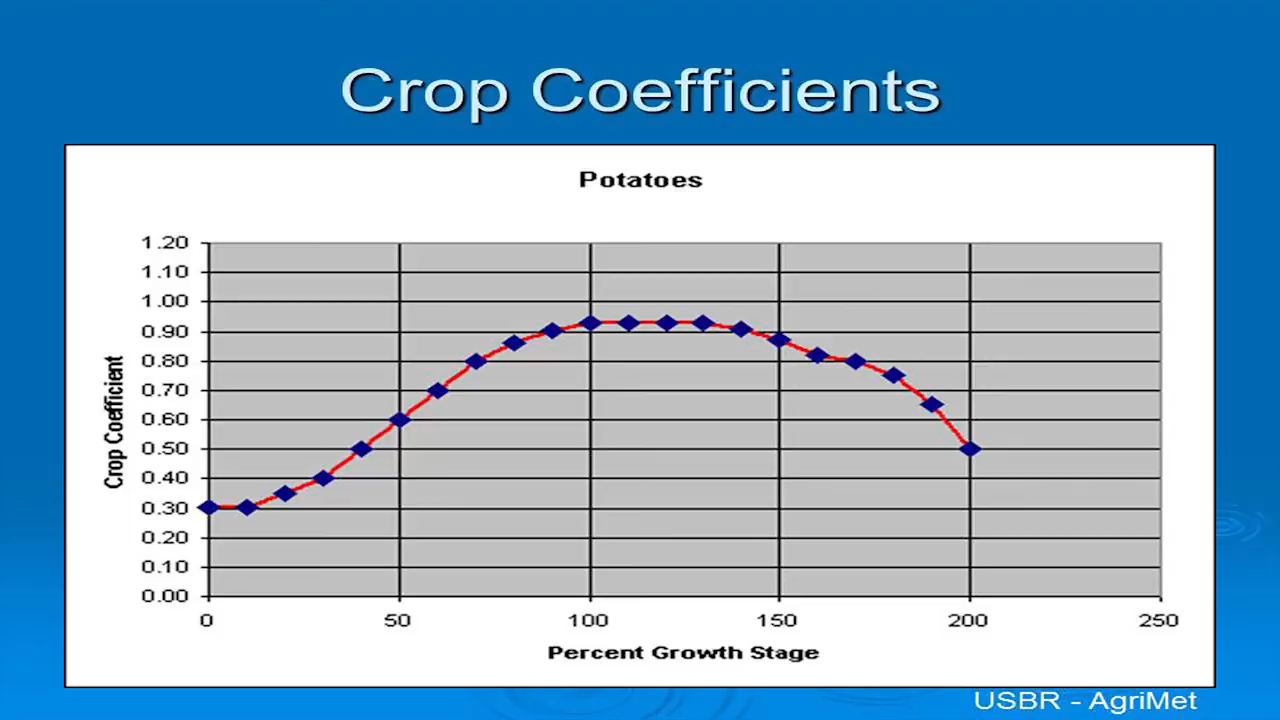 Crop Coefficients
Potatoes
1.20
1.10
1.00
0.90
0.80
0.70
0.60
0.50
0.40
0.30
0.20
0.10
0.00
Crop Coefficient
0 50 100 150 200 250
Percent Growth Stage
USBR - AgriMet